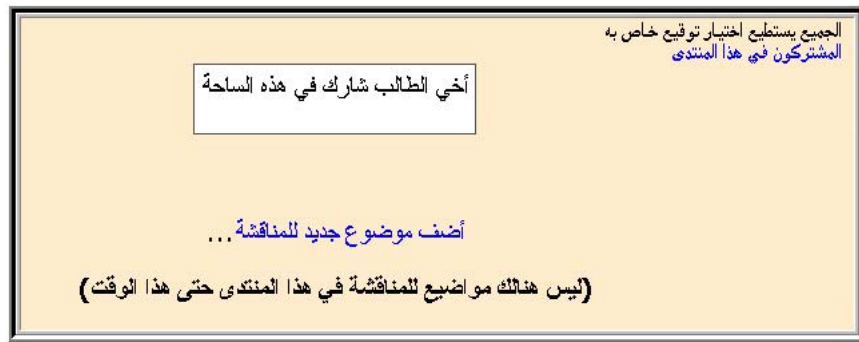 الجميع يستطيع اختيار توقيع خاص به
المشتركون في هذا المنتدى
أخي الطالب شارك في هذه الساحة
أضف موضوع جديد للمناقشة...
(ليس هنالك مواضيع للمناقشة في هذا المنتدى حتى هذا الوقت)